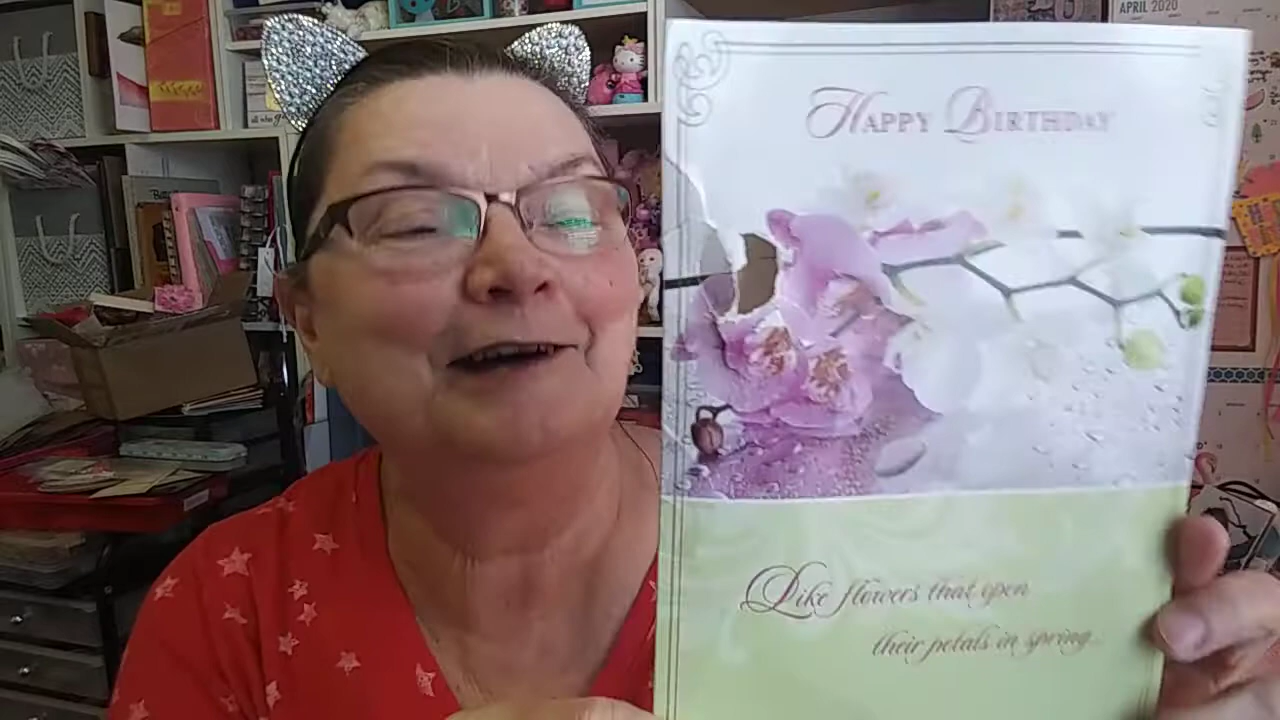 APRIL 2020
HAPPY BIRTHDAY
Like flowers that open
their petals in spring...